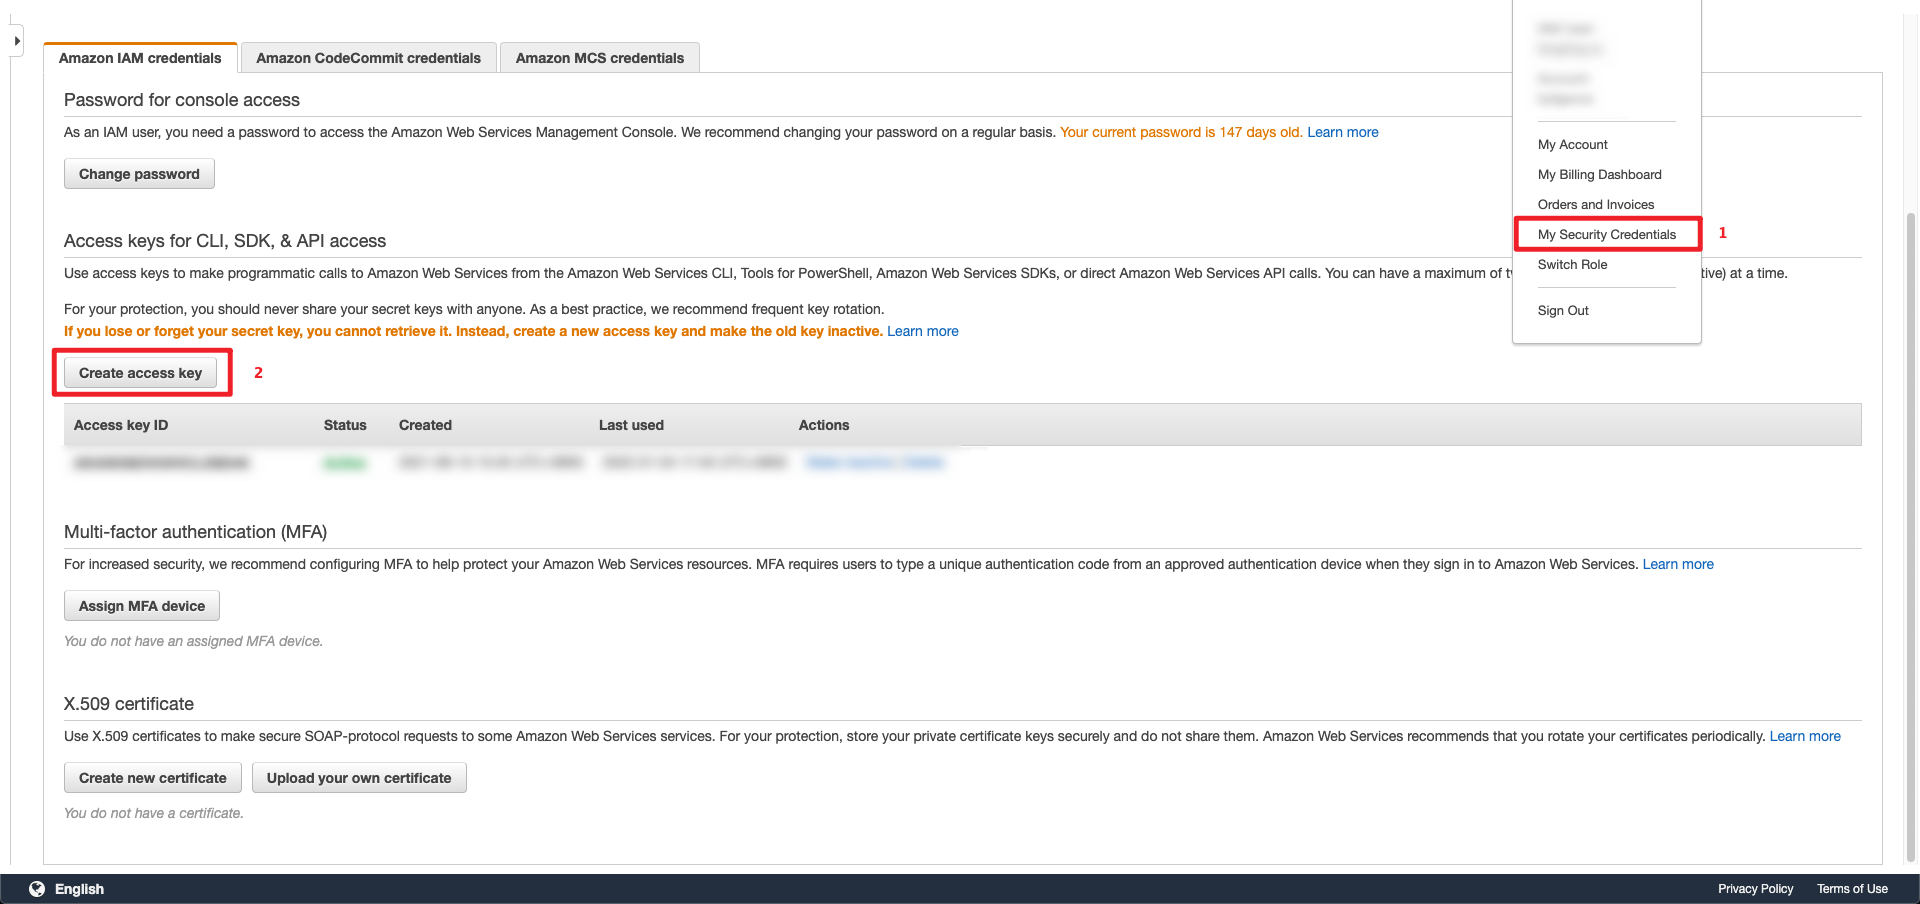 Amazon IAM credentials
Amazon CodeCommit credentials
Amazon MCS credentials
Password for console access
As an IAM user, you need a password to access the Amazon Web Services Management Console. We recommend changing your password on a regular basis. Your current password is 147 days old. Learn more
Change password
My Account
My Billing Dashboard
Orders and Invoices
My Security Credentials
1
Switch Role
Sign Out
Access keys for CLI, SDK, & API access
Use access keys to make programmatic calls to Amazon Web Services from the Amazon Web Services CLI, Tools for PowerShell, Amazon Web Services SDKs, or direct Amazon Web Services API calls. You can have a maximum of
at a time.
For your protection, you should never share your secret keys with anyone. As a best practice, we recommend frequent key rotation.
If you lose or forget your secret key, you cannot retrieve it. Instead, create a new access key and make the old key inactive. Learn more
Create access key
2
Access key ID Status Created Last used Actions
Multi-factor authentication (MFA)
For increased security, we recommend configuring MFA to help protect your Amazon Web Services resources. MFA requires users to type a unique authentication code from an approved authentication device when they sign in to Amazon Web Services. Learn more
Assign MFA device
You do not have an assigned MFA device.
X.509 certificate
Use X.509 certificates to make secure SOAP-protocol requests to some Amazon Web Services services. For your protection, store your private certificate keys securely and do not share them. Amazon Web Services recommends that you rotate your certificates periodically. Learn more
Create new certificate
Upload your own certificate
You do not have a certificate.
English
Privacy Policy
Terms of Use